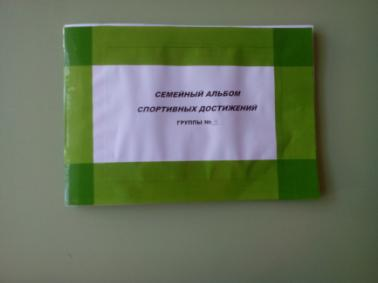 СЕМЕЙНЫЙ АЛЬБОМ
СПОРТИВНЫХ ДОСТИЖЕНИЙ
ГРУППЫ №